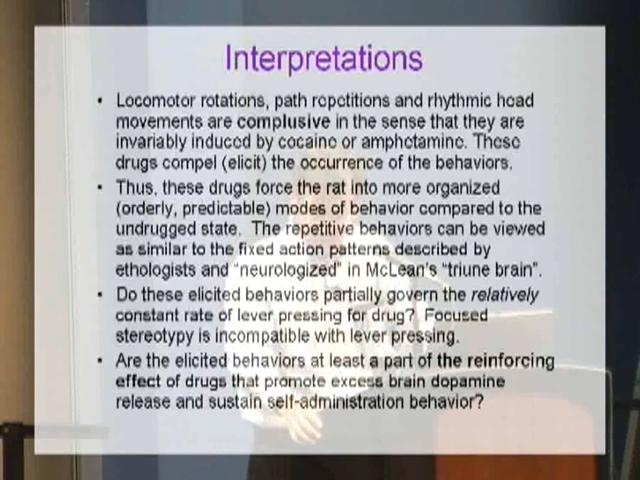 Interpretations
• Locomotor rotations, path repetitions and rhythmic head
movements are complusive in the sense that they are
invariably induced by cocaine or amphetamine. These
drugs compel (elicit) the occurrence of the behaviors.
• Thus, these drugs force the rat into more organized
(orderly, predictable) modes of behavior compared to the
undrugged state. The repetitive behaviors can be viewed
as similar to the fixed action patterns described by
ethologists and “neurologized” in McLean’s “triune brain”.
• Do these elicited behaviors partially govern the relatively
constant rate of lever pressing for drug? Focused
stereotypy is incompatible with lever pressing.
• Are the elicited behaviors at least a part of the reinforcing
effect of drugs that promote excess brain dopamine
release and sustain self-administration behavior?